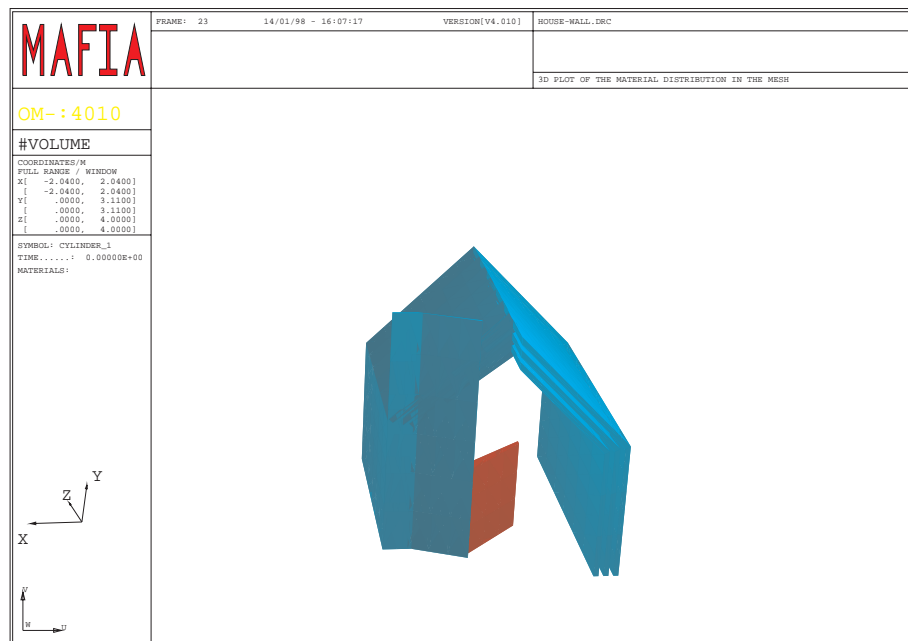 MAFIA
FRAME: 23 14/01/98 - 16:07:17 VERSION[V4.010] HOUSE-WALL.DRC
3D PLOT OF THE MATERIAL DISTRIBUTION IN THE MESH
OM-:4010
#VOLUME
COORDINATES/M
FULL RANGE / WINDOW
X[ -2.0400, 2.0400]
[ -2.0400, 2.0400]
Y[ .0000, 3.1100]
[ .0000, 3.1100]
Z[ .0000, 4.0000]
[ .0000, 4.0000]
SYMBOL: CYLINDER_1
TIME......: 0.00000E+00
MATERIALS:
Y
Z
X
V
W
U